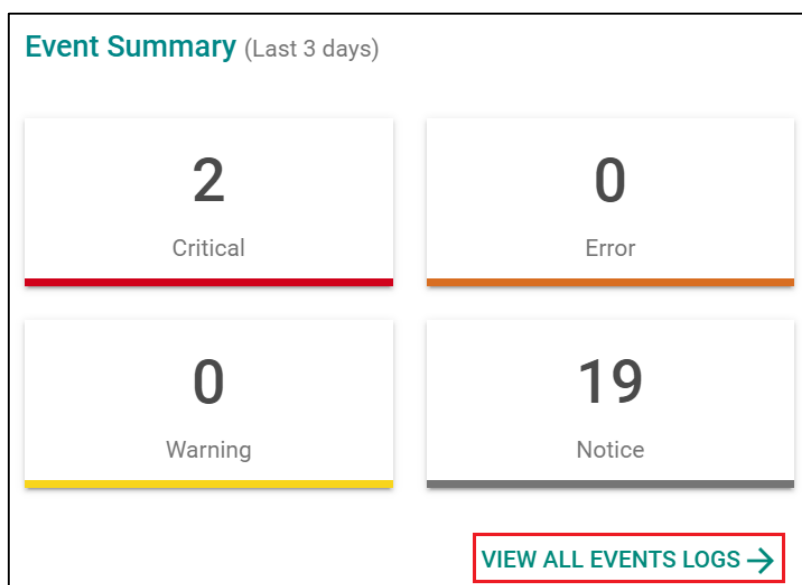 Event Summary (Last 3 days)
2
Critical
0
Error
0
Warning
19
Notice
VIEW ALL EVENTS LOGS